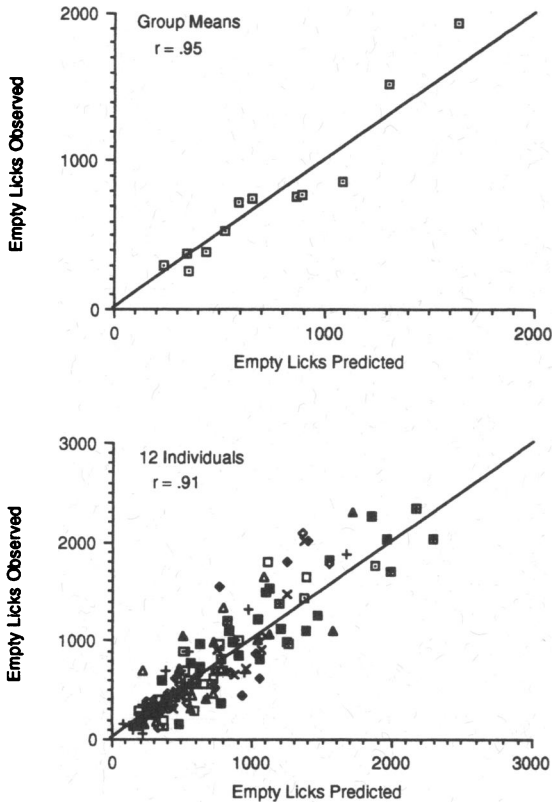 2000
Group Means
r = .95
Empty Licks Observed
1000
0
0
1000
2000
Empty Licks Predicted
3000
12 Individuals
r = .91
Empty Licks Observed
2000
1000
0
0
1000
2000
3000
Empty Licks Predicted